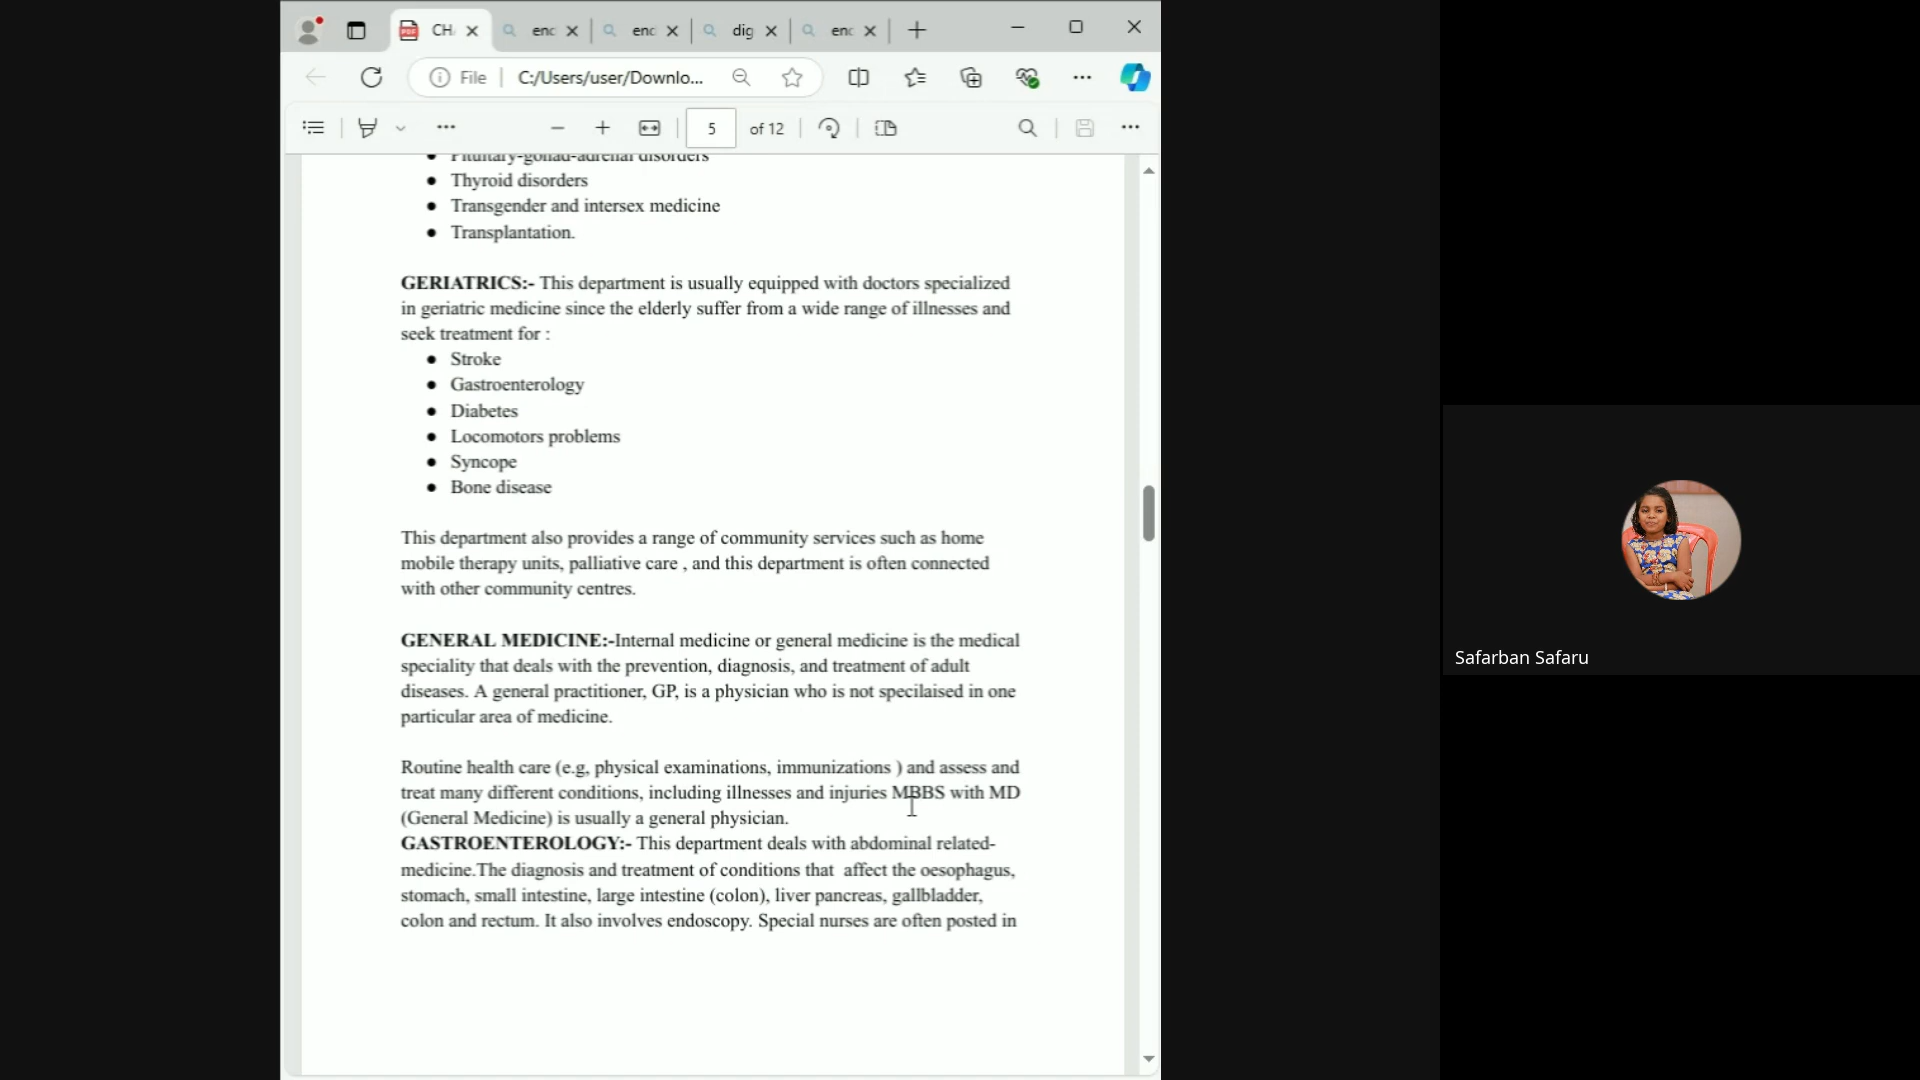 CH
enc
enc
dig
enc
File
C:/Users/user/Downlo...
5 of 12
Pituitary-gonad-adrenal disorders
● Thyroid disorders
● Transgender and intersex medicine
● Transplantation.
GERIATRICS:- This department is usually equipped with doctors specialized
in geriatric medicine since the elderly suffer from a wide range of illnesses and
seek treatment for :
● Stroke
● Gastroenterology
● Diabetes
● Locomotors problems
● Syncope
● Bone disease
This department also provides a range of community services such as home
mobile therapy units, palliative care , and this department is often connected
with other community centres.
GENERAL MEDICINE:-Internal medicine or general medicine is the medical
speciality that deals with the prevention, diagnosis, and treatment of adult
diseases. A general practitioner, GP, is a physician who is not specilaised in one
particular area of medicine.
Routine health care (e.g, physical examinations, immunizations ) and assess and
treat many different conditions, including illnesses and injuries MBBS with MD
(General Medicine) is usually a general physician.
GASTROENTEROLOGY:- This department deals with abdominal related-
medicine.The diagnosis and treatment of conditions that  affect the oesophagus,
stomach, small intestine, large intestine (colon), liver pancreas, gallbladder,
colon and rectum. It also involves endoscopy. Special nurses are often posted in
Safarban Safaru